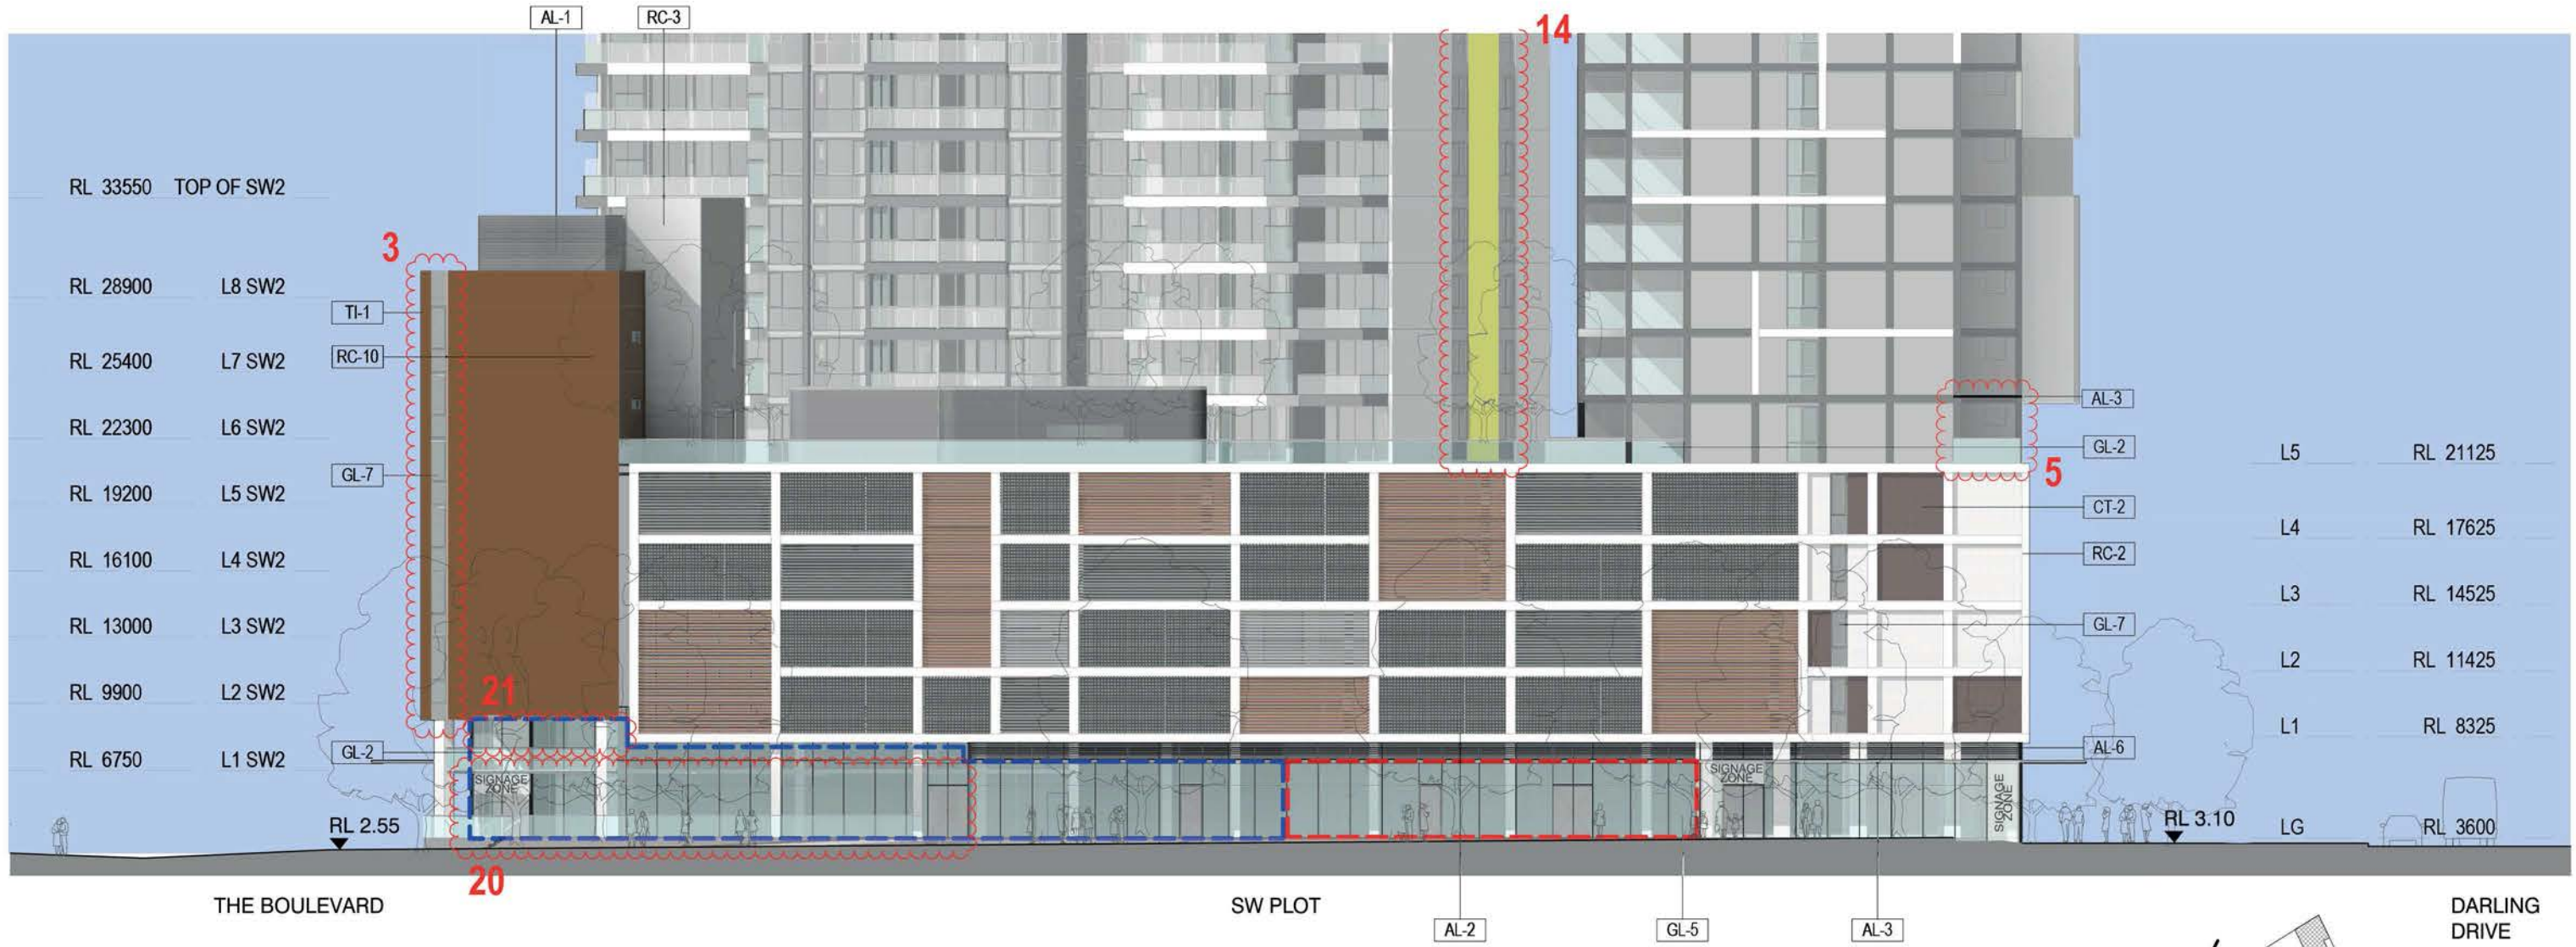 AL-1
RC-3
14
RL 33550 TOP OF SW2
3
RL 28900 L8 SW2
TI-1
RC-10
RL 25400 L7 SW2
AL-3
RL 22300 L6 SW2
GL-2
L5 RL 21125
5
GL-7
RL 19200 L5 SW2
CT-2
L4 RL 17625
RL 16100 L4 SW2
RC-2
L3 RL 14525
RL 13000 L3 SW2
GL-7
L2 RL 11425
RL 9900 L2 SW2
21
L1 RL 8325
GL-2
RL 6750 L1 SW2
AL-6
SIGNAGE
ZONE
SIGNAGE
ZONE
SIGNAGE
ZONE
RL 2.55
RL 3.10
LG RL 3600
20
THE BOULEVARD
SW PLOT
DARLING
DRIVE
AL-2
GL-5
AL-3